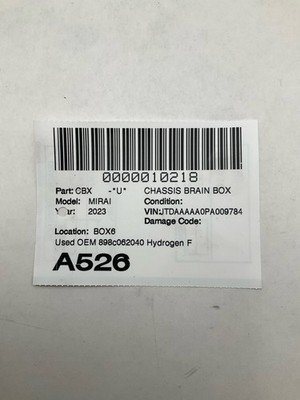 0000010218
Part: CBX -*U* CHASSIS BRAIN BOX
Model: MIRAI Condition:
Year: 2023 VIN:JTDAAAAA0PA009784
Damage Code:
Location: BOX6
Used OEM 898c062040 Hydrogen F
A526